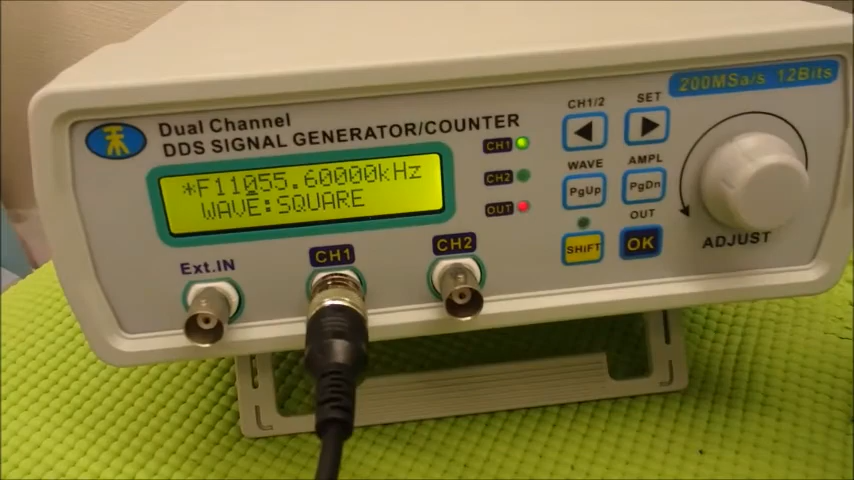 Dual Channel
DDS SIGNAL GENERATOR/COUNTER
200MSa/s 12Bits
*F11055.60000kHz
WAVE:SQUARE
CH1
CH2
OUT
CH1/2
SET
WAVE
AMPL
PgUp
PgDn
OUT
SHiFT
OK
ADJUST
Ext.IN
CH1
CH2